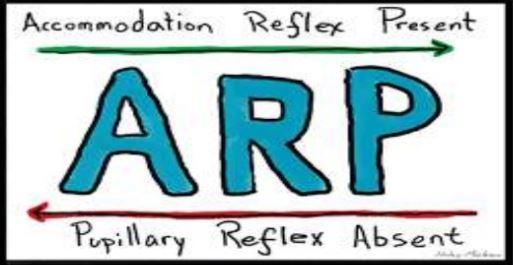 Accommodation Reflex Present
ARP
Pupillary Reflex Absent